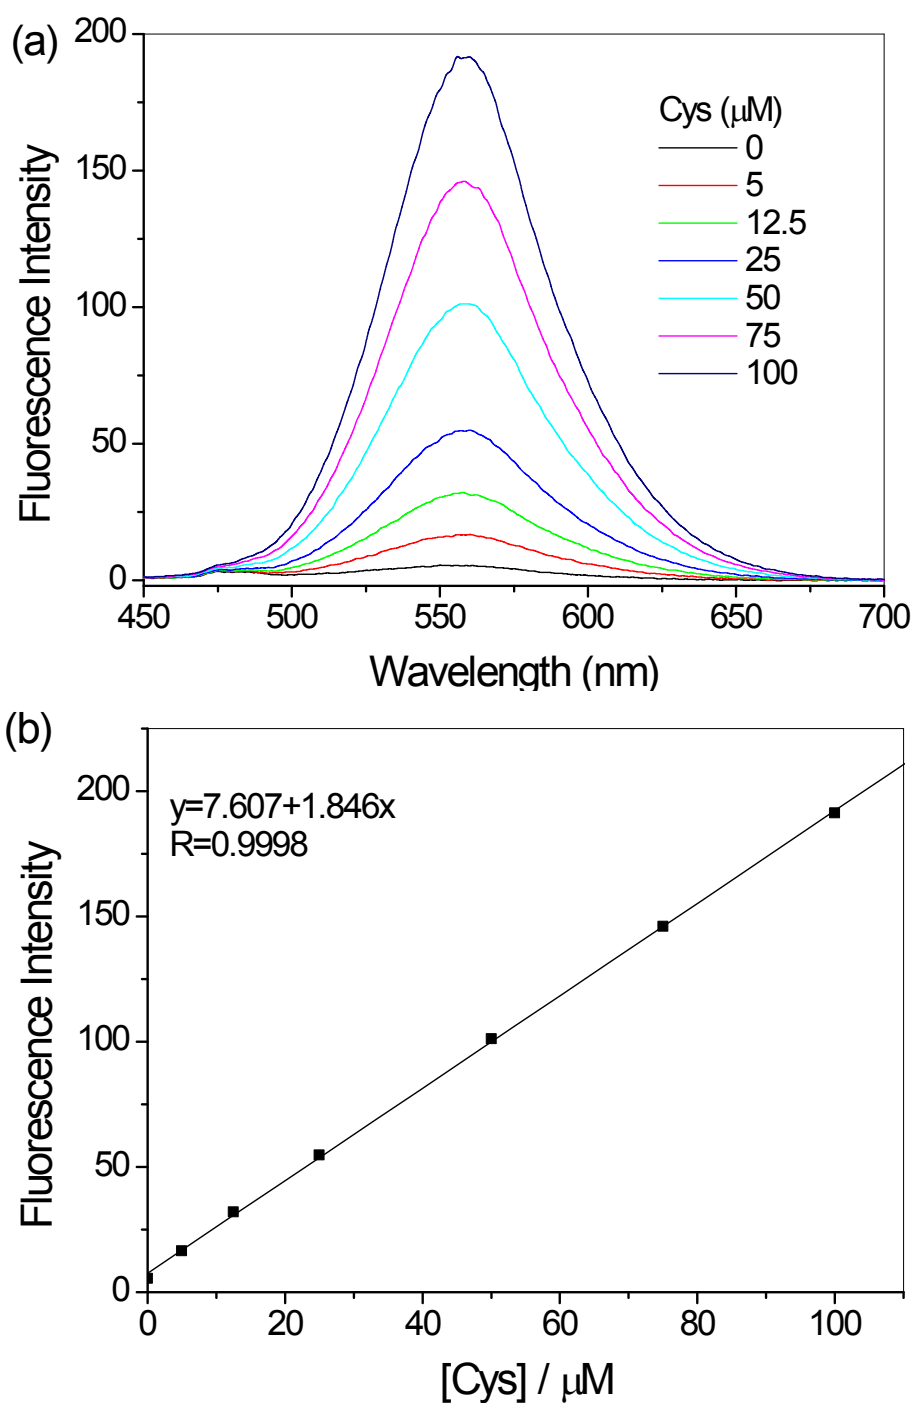 (a)
200
150
100
50
0
Fluorescence Intensity
Cys (μM)
0
5
12.5
25
50
75
100
450 500 550 600 650 700
Wavelength (nm)
(b)
y=7.607+1.846x
R=0.9998
200
150
100
50
0
Fluorescence Intensity
0 20 40 60 80 100
[Cys] / μM